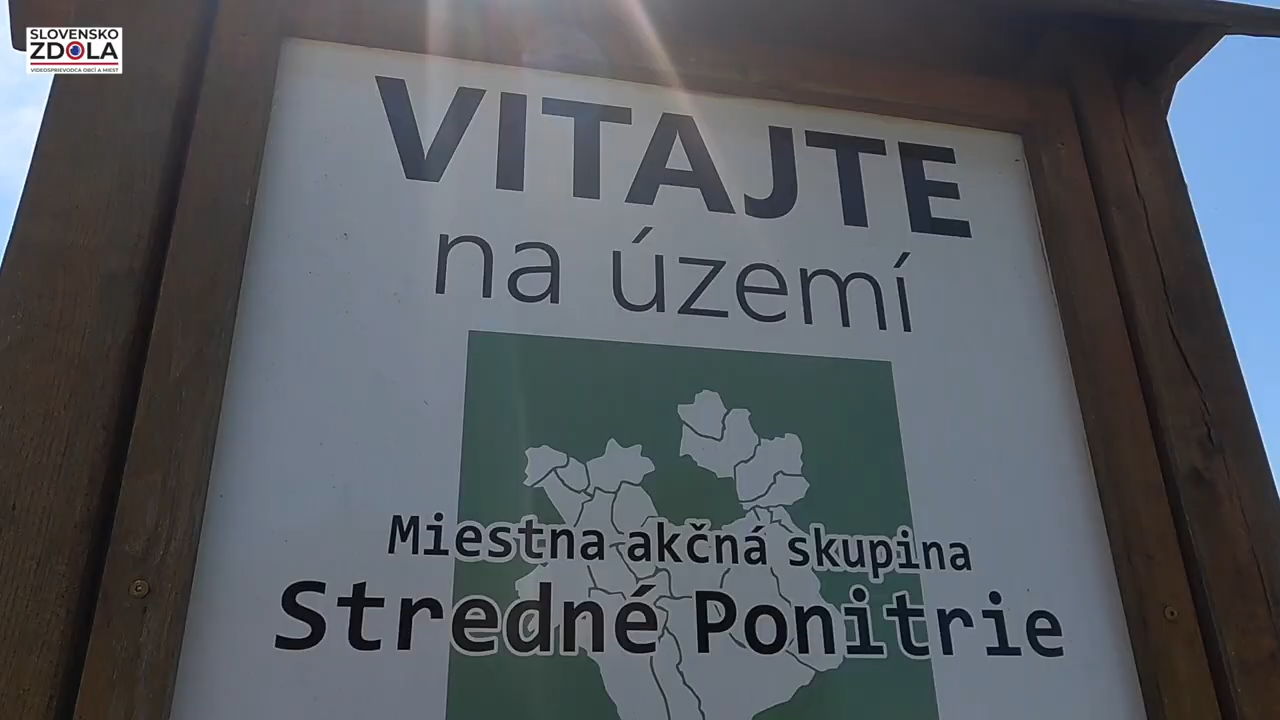 SLOVENSKO
ZDOLA
VIDEOSPRIEVODCA OBCÍ A MIEST
VITAJTE
na území
Miestna akčná skupina
Stredné Ponitrie